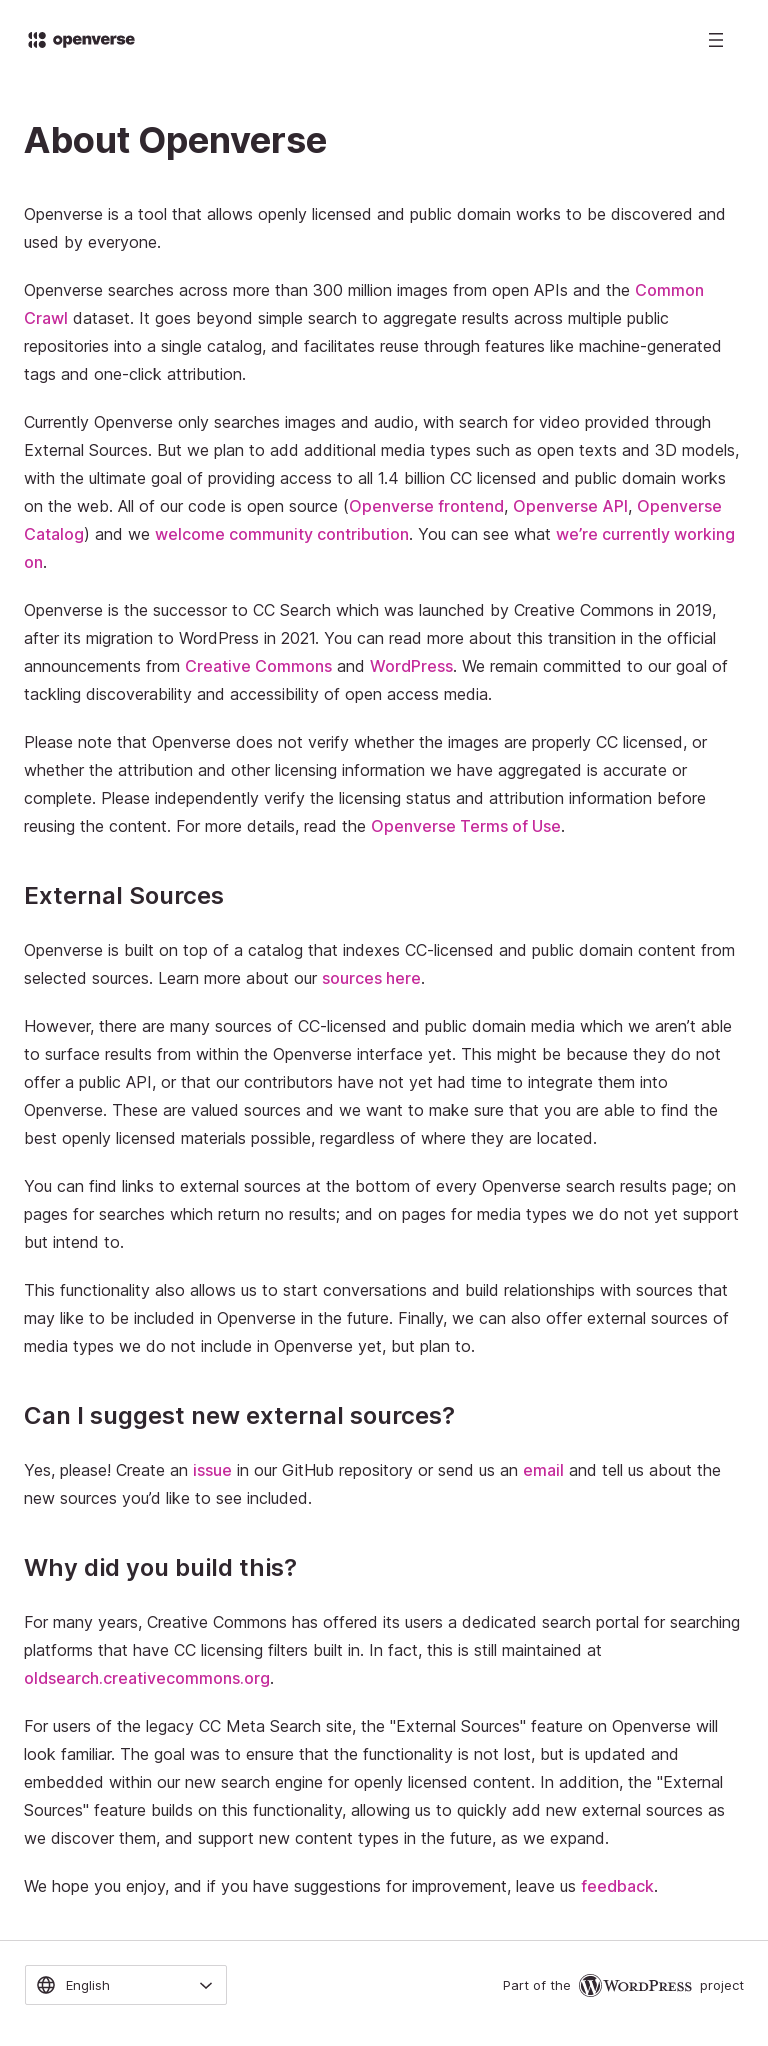 openverse
About Openverse
Openverse is a tool that allows openly licensed and public domain works to be discovered and
used by everyone.
Openverse searches across more than 300 million images from open APIs and the Common
Crawl dataset. It goes beyond simple search to aggregate results across multiple public
repositories into a single catalog, and facilitates reuse through features like machine-generated
tags and one-click attribution.
Currently Openverse only searches images and audio, with search for video provided through
External Sources. But we plan to add additional media types such as open texts and 3D models,
with the ultimate goal of providing access to all 1.4 billion CC licensed and public domain works
on the web. All of our code is open source (Openverse frontend, Openverse API, Openverse
Catalog) and we welcome community contribution. You can see what we’re currently working
on.
Openverse is the successor to CC Search which was launched by Creative Commons in 2019,
after its migration to WordPress in 2021. You can read more about this transition in the official
announcements from Creative Commons and WordPress. We remain committed to our goal of
tackling discoverability and accessibility of open access media.
Please note that Openverse does not verify whether the images are properly CC licensed, or
whether the attribution and other licensing information we have aggregated is accurate or
complete. Please independently verify the licensing status and attribution information before
reusing the content. For more details, read the Openverse Terms of Use.
External Sources
Openverse is built on top of a catalog that indexes CC-licensed and public domain content from
selected sources. Learn more about our sources here.
However, there are many sources of CC-licensed and public domain media which we aren’t able
to surface results from within the Openverse interface yet. This might be because they do not
offer a public API, or that our contributors have not yet had time to integrate them into
Openverse. These are valued sources and we want to make sure that you are able to find the
best openly licensed materials possible, regardless of where they are located.
You can find links to external sources at the bottom of every Openverse search results page; on
pages for searches which return no results; and on pages for media types we do not yet support
but intend to.
This functionality also allows us to start conversations and build relationships with sources that
may like to be included in Openverse in the future. Finally, we can also offer external sources of
media types we do not include in Openverse yet, but plan to.
Can I suggest new external sources?
Yes, please! Create an issue in our GitHub repository or send us an email and tell us about the
new sources you’d like to see included.
Why did you build this?
For many years, Creative Commons has offered its users a dedicated search portal for searching
platforms that have CC licensing filters built in. In fact, this is still maintained at
oldsearch.creativecommons.org.
For users of the legacy CC Meta Search site, the "External Sources" feature on Openverse will
look familiar. The goal was to ensure that the functionality is not lost, but is updated and
embedded within our new search engine for openly licensed content. In addition, the "External
Sources" feature builds on this functionality, allowing us to quickly add new external sources as
we discover them, and support new content types in the future, as we expand.
We hope you enjoy, and if you have suggestions for improvement, leave us feedback.
English
Part of the WORDPRESS project